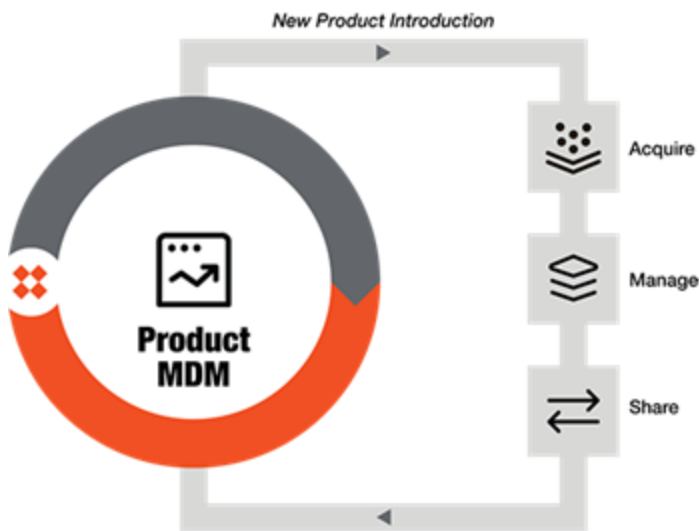 New Product Introduction
Acquire
Manage
Product
MDM
Share